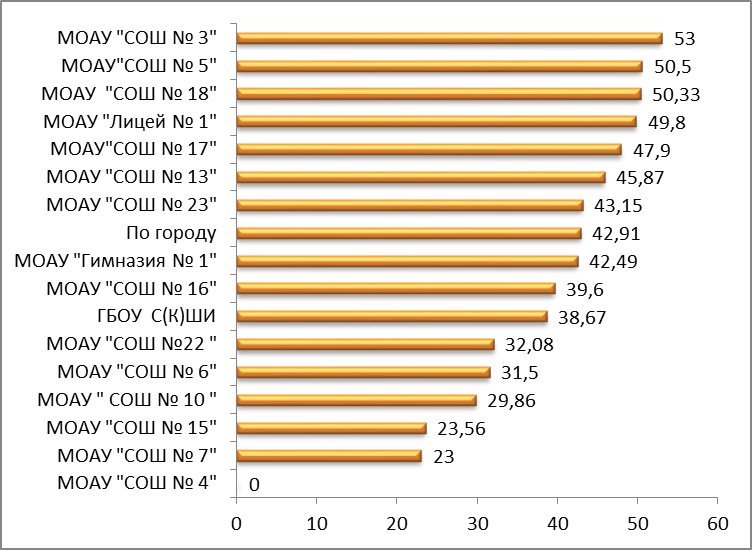 МОАУ "СОШ № 3" 53
МОАУ"СОШ № 5" 50,5
МОАУ  "СОШ № 18" 50,33
МОАУ "Лицей № 1" 49,8
МОАУ"СОШ № 17" 47,9
МОАУ "СОШ № 13" 45,87
МОАУ "СОШ № 23" 43,15
По городу 42,91
МОАУ "Гимназия № 1" 42,49
МОАУ "СОШ № 16" 39,6
ГБОУ  С(К)ШИ 38,67
МОАУ "СОШ №22 " 32,08
МОАУ "СОШ № 6" 31,5
МОАУ " СОШ № 10 " 29,86
МОАУ "СОШ № 15" 23,56
МОАУ "СОШ № 7" 23
МОАУ "СОШ № 4" 0
0 10 20 30 40 50 60